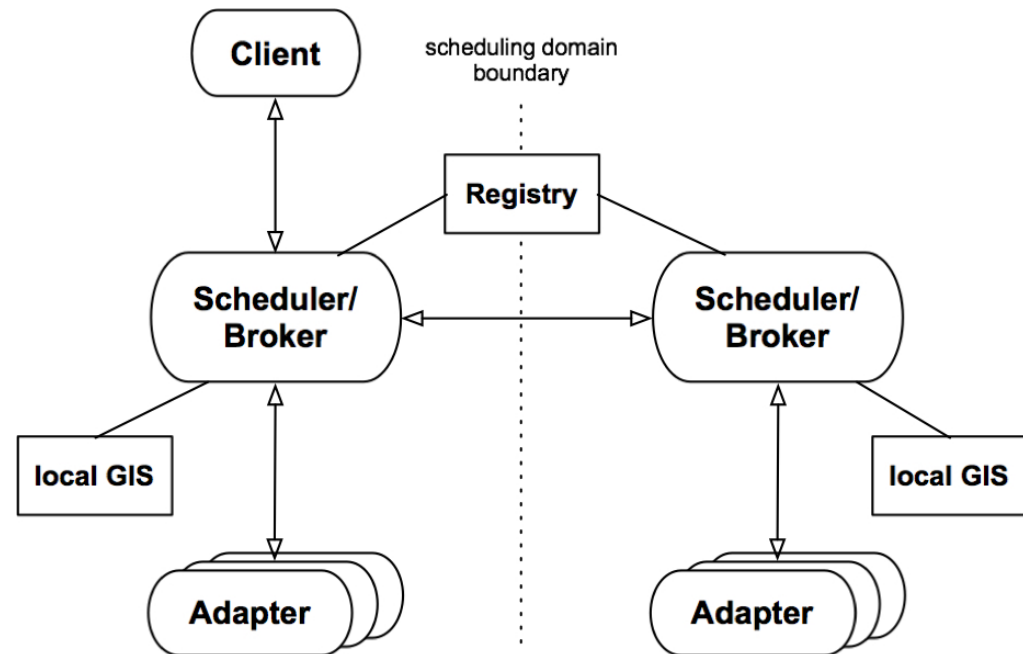 Client
scheduling domain
boundary
Registry
Scheduler/
Broker
Scheduler/
Broker
local GIS
local GIS
Adapter
Adapter